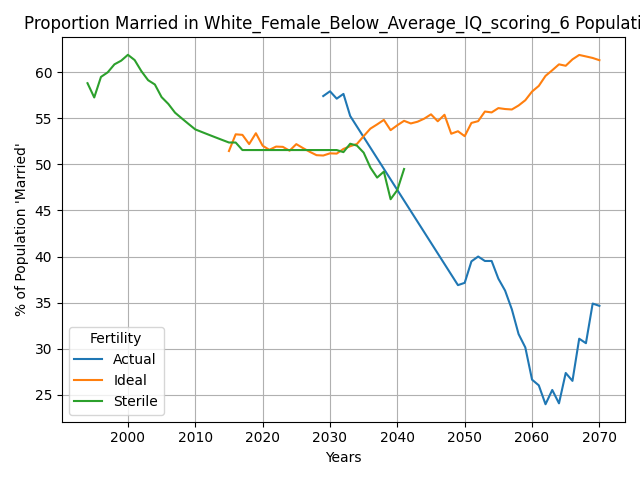 Proportion Married in White_Female_Below_Average_IQ_scoring_6 Populati
% of Population 'Married'
60
55
50
45
40
35
30
25
Fertility
Actual
Ideal
Sterile
2000 2010 2020 2030 2040 2050 2060 2070
Years